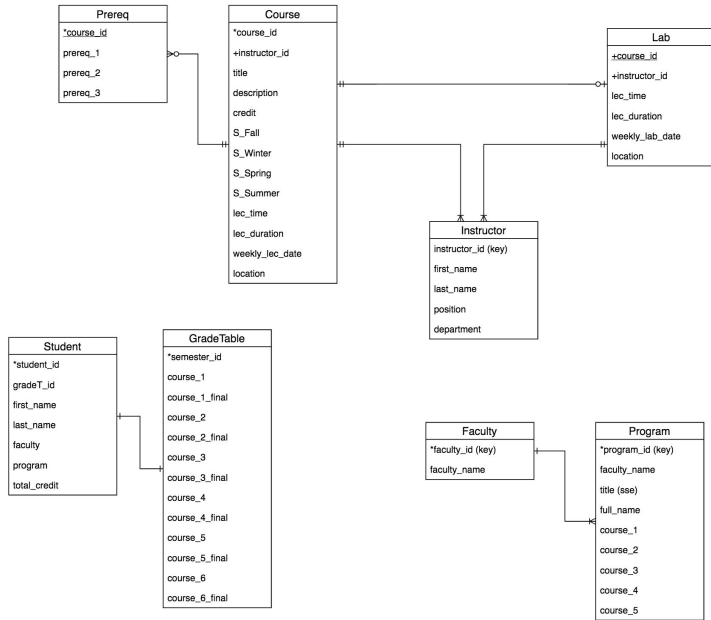 Prereq
*course_id
prereq_1
prereq_2
prereq_3
Course
*course_id
+instructor_id
title
description
credit
S_Fall
S_Winter
S_Spring
S_Summer
lec_time
lec_duration
weekly_lec_date
location
Lab
+course_id
+instructor_id
lec_time
lec_duration
weekly_lab_date
location
Instructor
instructor_id (key)
first_name
last_name
position
department
Student
*student_id
gradeT_id
first_name
last_name
faculty
program
total_credit
GradeTable
*semester_id
course_1
course_1_final
course_2
course_2_final
course_3
course_3_final
course_4
course_4_final
course_5
course_5_final
course_6
course_6_final
Faculty
*faculty_id (key)
faculty_name
Program
*program_id (key)
faculty_name
title (sse)
full_name
course_1
course_2
course_3
course_4
course_5